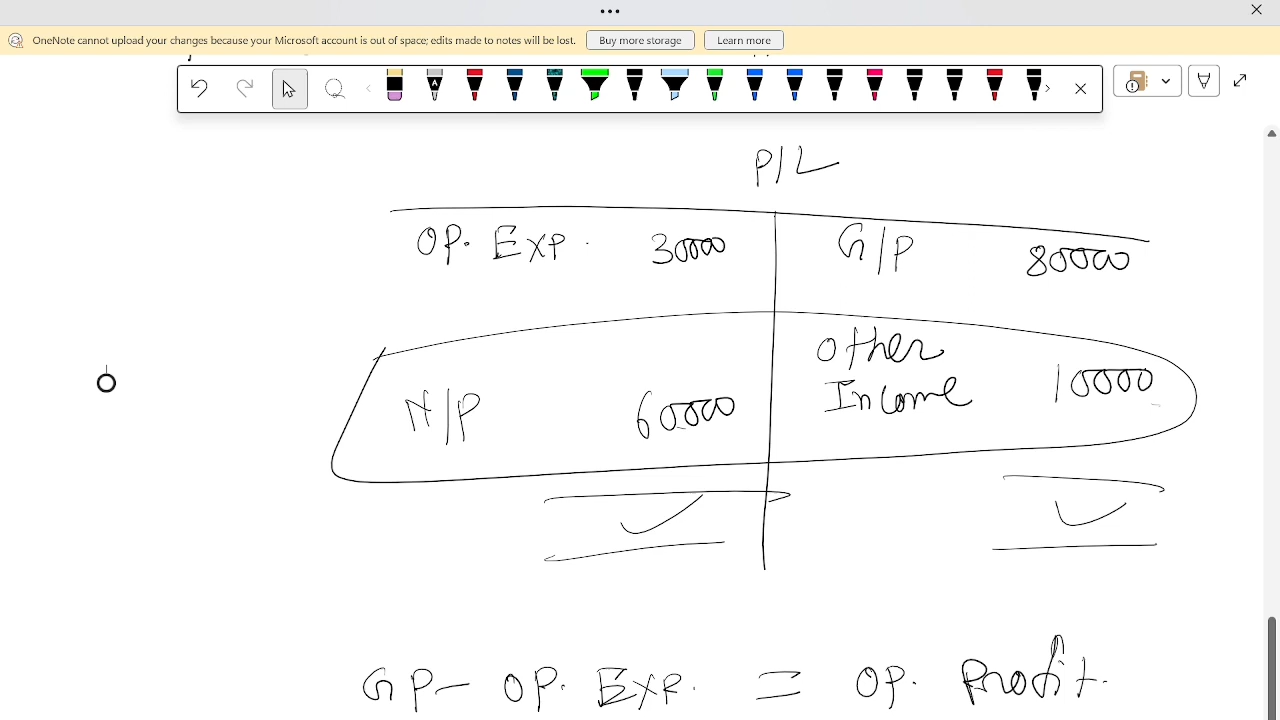 •••
OneNote cannot upload your changes because your Microsoft account is out of space; edits made to notes will be lost. Buy more storage Learn more
P/L
OP. EXP. 30000 G/P 80000
Other
N/P 60000 Income 10000
GP - OP. EXP. = OP. Profit.